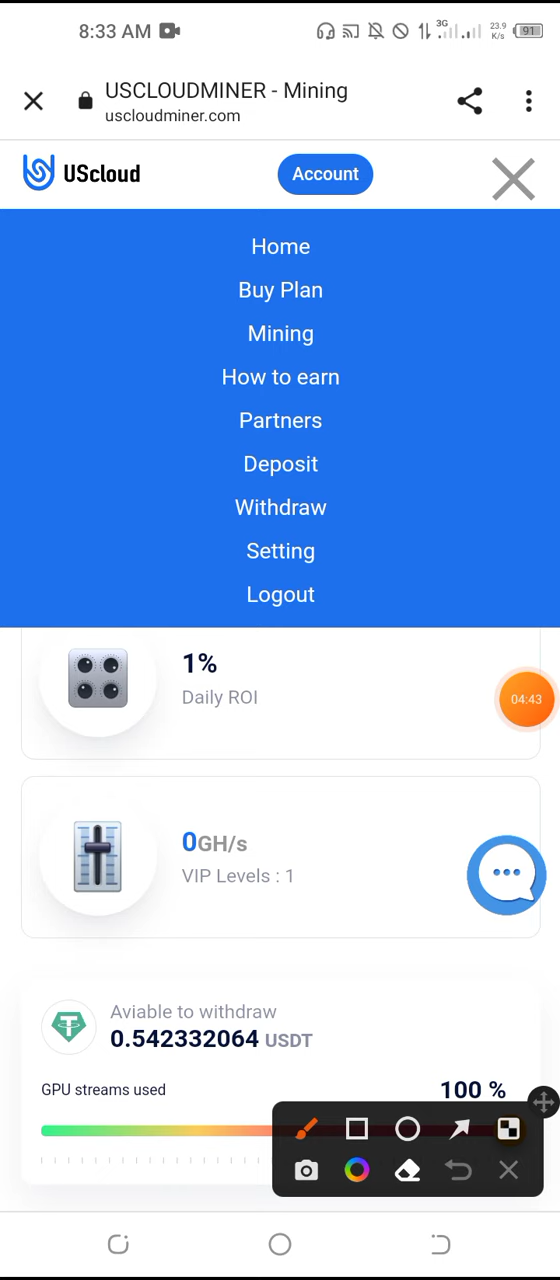 8:33 AM
3G
23.9
K/s
91
USCLOUDMINER - Mining
uscloudminer.com
UScloud
Account
Home
Buy Plan
Mining
How to earn
Partners
Deposit
Withdraw
Setting
Logout
1%
Daily ROI
04:43
0GH/s
VIP Levels : 1
Aviable to withdraw
0.542332064 USDT
GPU streams used
100 %